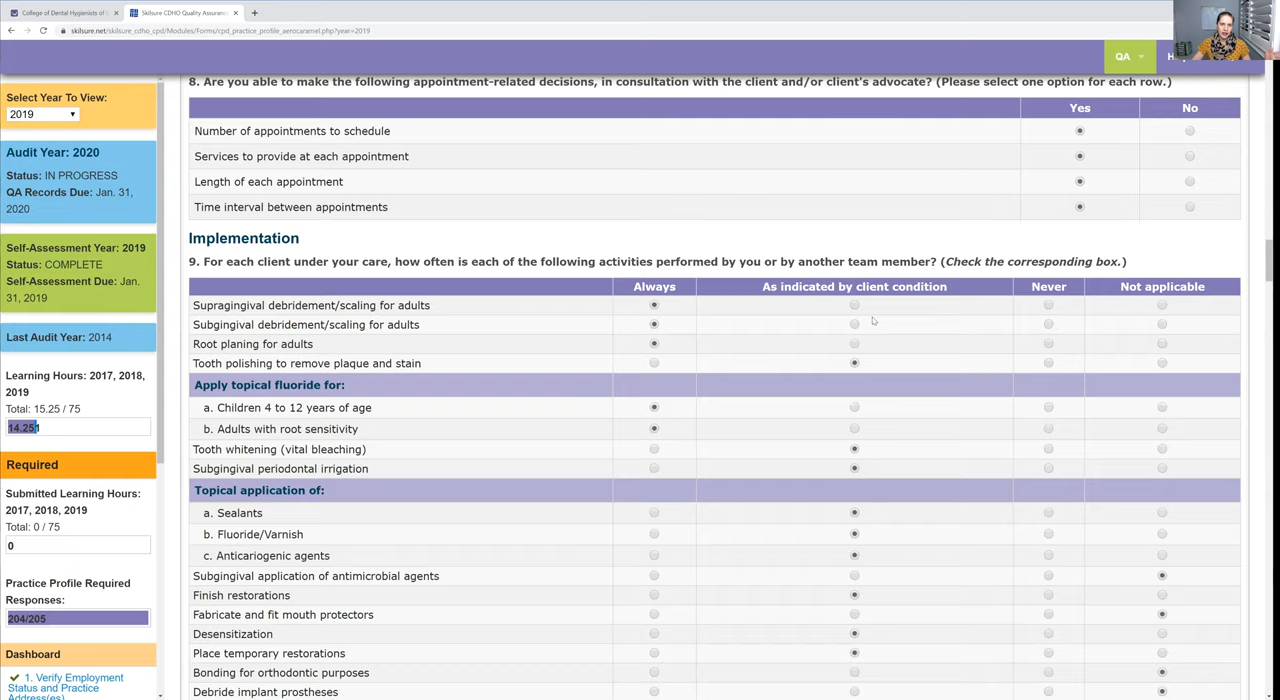 College of Dental Hygienists of
Skilsure CDHO Quality Assuranc
skilsure.net/skilsure_cdho_cpd/Modules/Forms/cpd_practice_profile_aerocaramel.php?year=2019
QA
Select Year To View:
2019
Audit Year: 2020
Status: IN PROGRESS
QA Records Due: Jan. 31,
2020
Self-Assessment Year: 2019
Status: COMPLETE
Self-Assessment Due: Jan.
31, 2019
Last Audit Year: 2014
Learning Hours: 2017, 2018,
2019
Total: 15.25 / 75
14.25 1
Required
Submitted Learning Hours:
2017, 2018, 2019
Total: 0 / 75
0
Practice Profile Required
Responses:
204/205
Dashboard
1. Verify Employment
Status and Practice
Address(es)
8. Are you able to make the following appointment-related decisions, in consultation with the client and/or client's advocate? (Please select one option for each row.)
Yes No
Number of appointments to schedule
Services to provide at each appointment
Length of each appointment
Time interval between appointments
Implementation
9. For each client under your care, how often is each of the following activities performed by you or by another team member? (Check the corresponding box.)
Always As indicated by client condition Never Not applicable
Supragingival debridement/scaling for adults
Subgingival debridement/scaling for adults
Root planing for adults
Tooth polishing to remove plaque and stain
Apply topical fluoride for:
a. Children 4 to 12 years of age
b. Adults with root sensitivity
Tooth whitening (vital bleaching)
Subgingival periodontal irrigation
Topical application of:
a. Sealants
b. Fluoride/Varnish
c. Anticariogenic agents
Subgingival application of antimicrobial agents
Finish restorations
Fabricate and fit mouth protectors
Desensitization
Place temporary restorations
Bonding for orthodontic purposes
Debride implant prostheses